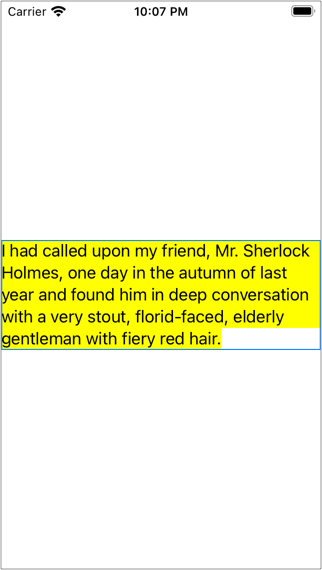 Carrier 10:07 PM
I had called upon my friend, Mr. Sherlock
Holmes, one day in the autumn of last
year and found him in deep conversation
with a very stout, florid-faced, elderly
gentleman with fiery red hair.